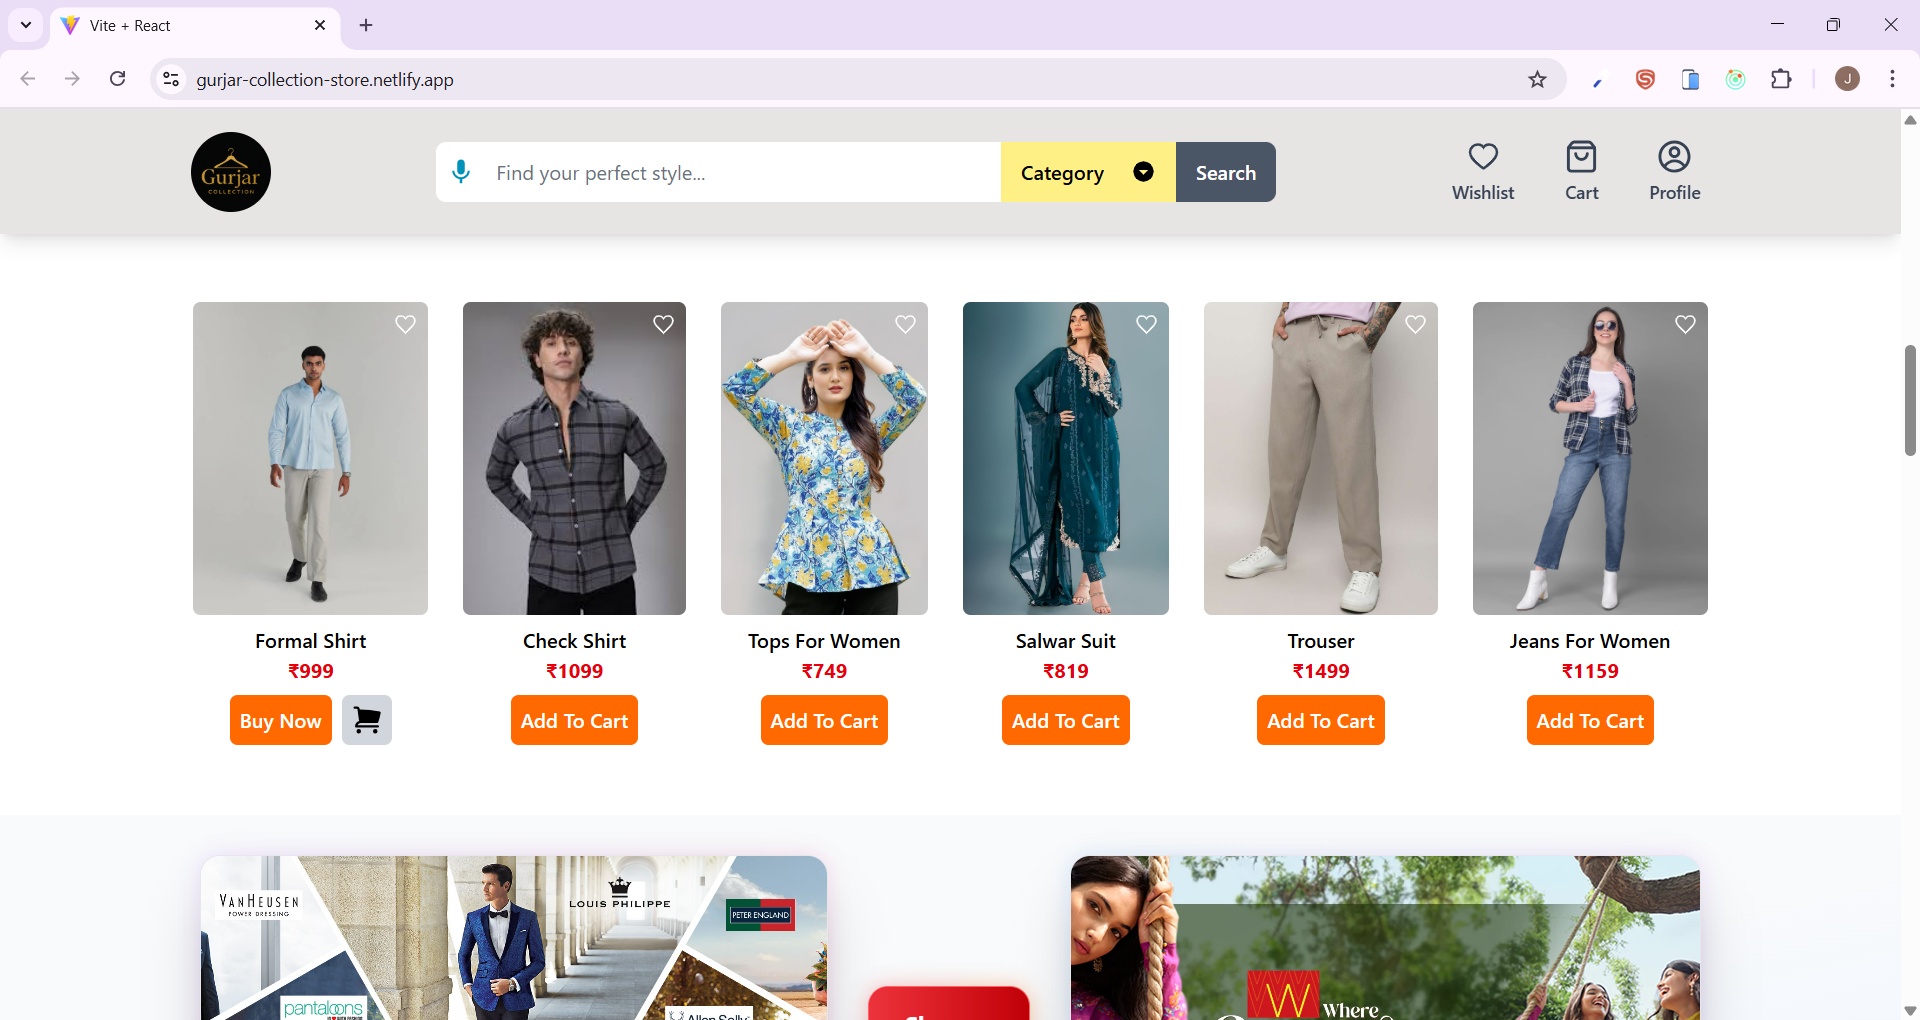 Vite + React
gurjar-collection-store.netlify.app
J
Gurjar
COLLECTION
Find your perfect style...
Category
Search
Wishlist
Cart
Profile
Formal Shirt
₹999
Buy Now
Check Shirt
₹1099
Add To Cart
Tops For Women
₹749
Add To Cart
Salwar Suit
₹819
Add To Cart
Trouser
₹1499
Add To Cart
Jeans For Women
₹1159
Add To Cart
VAN HEUSEN
POWER DRESSING
LOUIS PHILIPPE
PETER ENGLAND
pantaloons
Allen Solly
W
Where